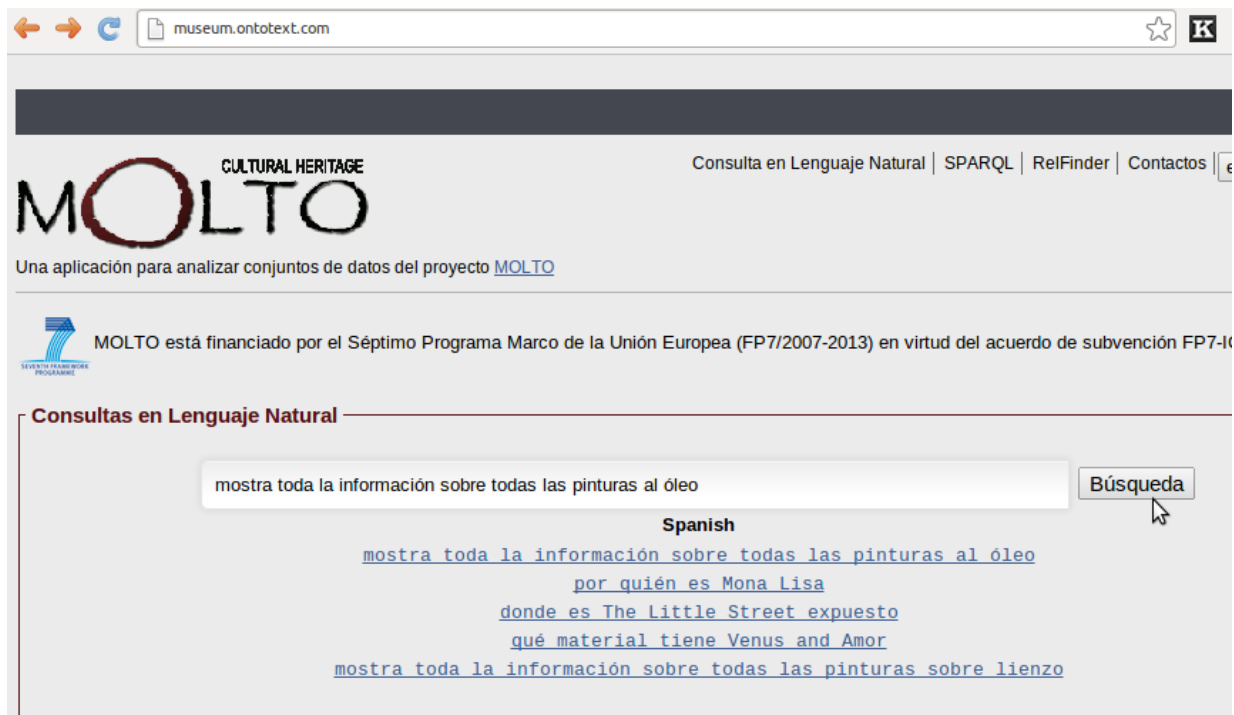 museum.ontotext.com
K
CULTURAL HERITAGE
MOLTO
Consulta en Lenguaje Natural | SPARQL | RelFinder | Contactos | e
Una aplicación para analizar conjuntos de datos del proyecto MOLTO
7
SEVENTH FRAMEWORK
PROGRAMME
MOLTO está financiado por el Séptimo Programa Marco de la Unión Europea (FP7/2007-2013) en virtud del acuerdo de subvención FP7-IC
Consultas en Lenguaje Natural
mostra toda la información sobre todas las pinturas al óleo
Búsqueda
Spanish
mostra toda la información sobre todas las pinturas al óleo
por quién es Mona Lisa
donde es The Little Street expuesto
qué material tiene Venus and Amor
mostra toda la información sobre todas las pinturas sobre lienzo